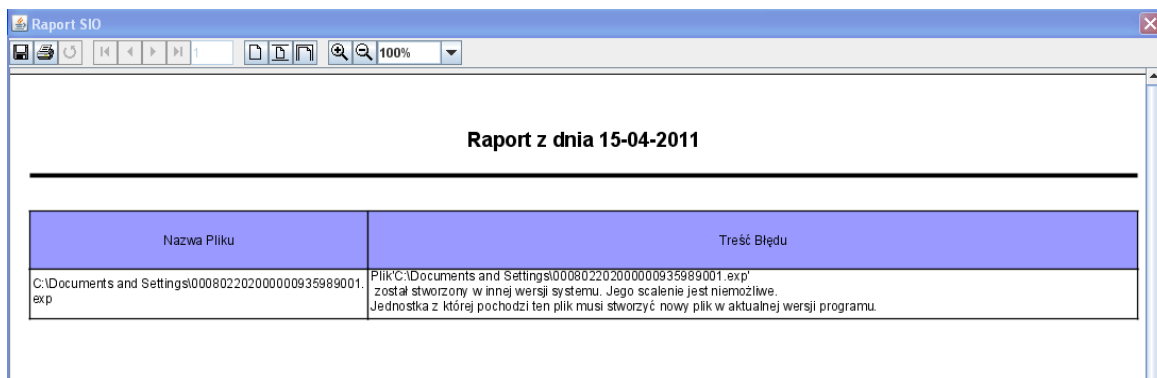 Raport SIO
1
100%
Raport z dnia 15-04-2011
Nazwa Pliku
Treść Błędu
C:\Documents and Settings\000802202000000935989001.
exp
Plik'C:\Documents and Settings\000802202000000935989001.exp'
został stworzony w innej wersji systemu. Jego scalenie jest niemożliwe.
Jednostka z której pochodzi ten plik musi stworzyć nowy plik w aktualnej wersji programu.